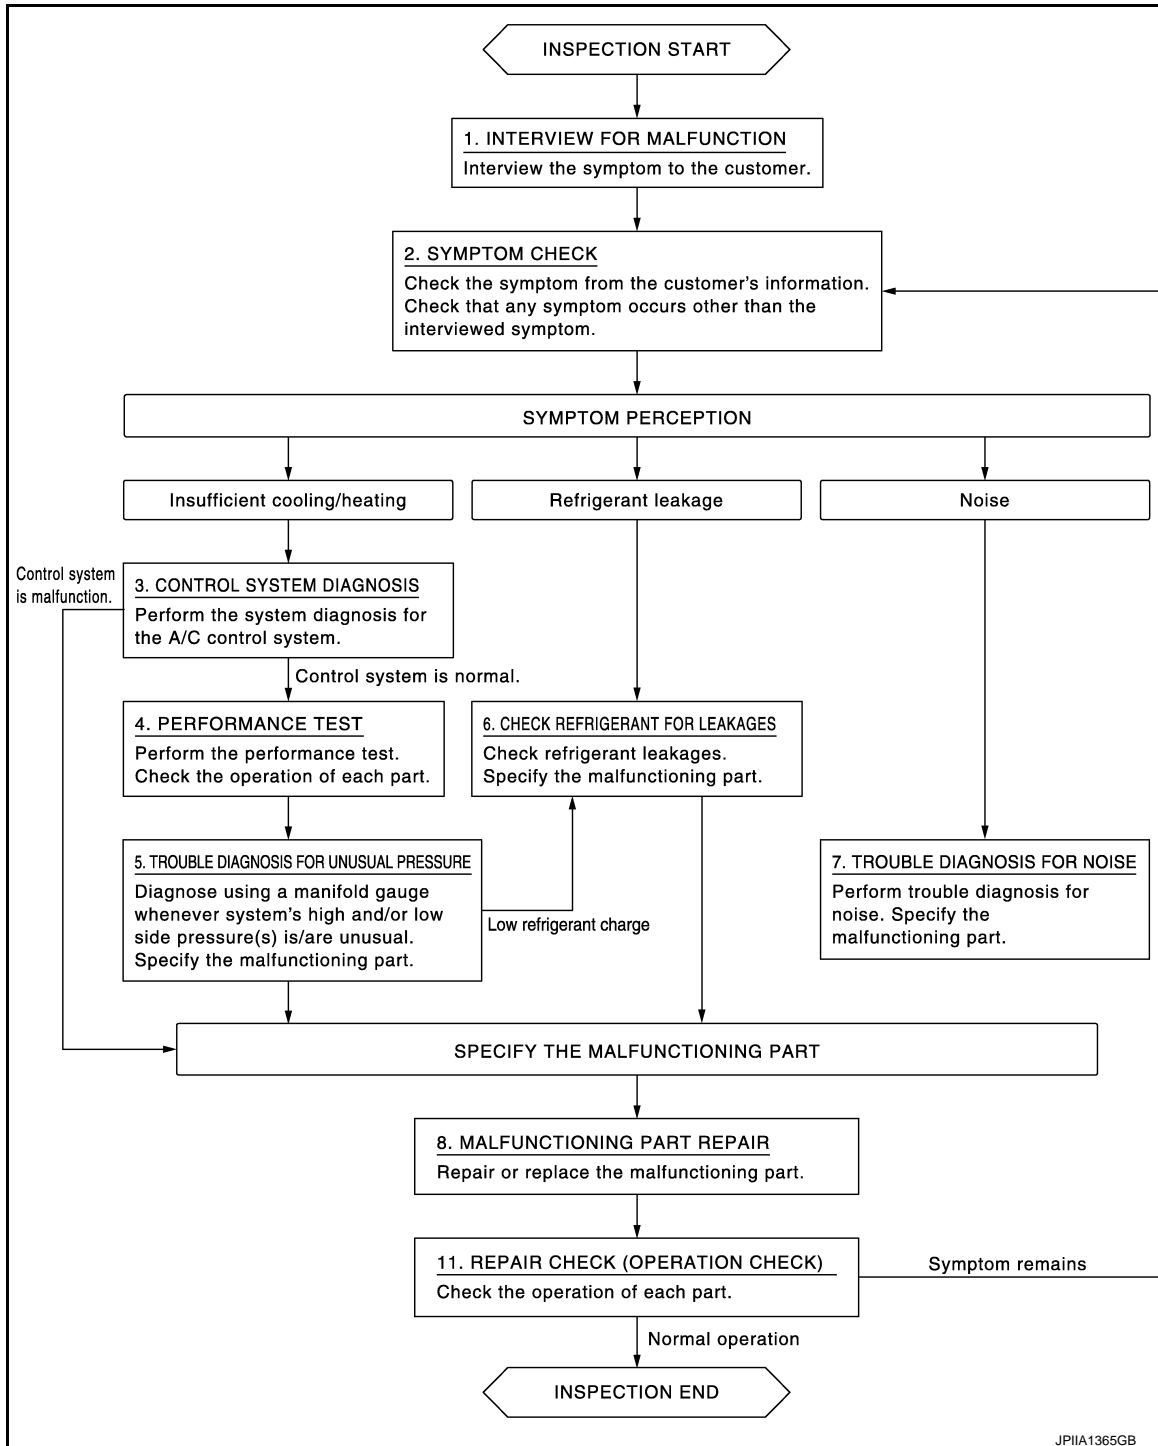 INSPECTION START
1. INTERVIEW FOR MALFUNCTION
Interview the symptom to the customer.
2. SYMPTOM CHECK
Check the symptom from the customer's information.
Check that any symptom occurs other than the
interviewed symptom.
SYMPTOM PERCEPTION
Insufficient cooling/heating
Refrigerant leakage
Noise
Control system
is malfunction.
3. CONTROL SYSTEM DIAGNOSIS
Perform the system diagnosis for
the A/C control system.
Control system is normal.
4. PERFORMANCE TEST
Perform the performance test.
Check the operation of each part.
6. CHECK REFRIGERANT FOR LEAKAGES
Check refrigerant leakages.
Specify the malfunctioning part.
5. TROUBLE DIAGNOSIS FOR UNUSUAL PRESSURE
Diagnose using a manifold gauge
whenever system's high and/or low
side pressure(s) is/are unusual.
Specify the malfunctioning part.
Low refrigerant charge
7. TROUBLE DIAGNOSIS FOR NOISE
Perform trouble diagnosis for
noise. Specify the
malfunctioning part.
SPECIFY THE MALFUNCTIONING PART
8. MALFUNCTIONING PART REPAIR
Repair or replace the malfunctioning part.
11. REPAIR CHECK (OPERATION CHECK)
Check the operation of each part.
Symptom remains
Normal operation
INSPECTION END
JPIIA1365GB